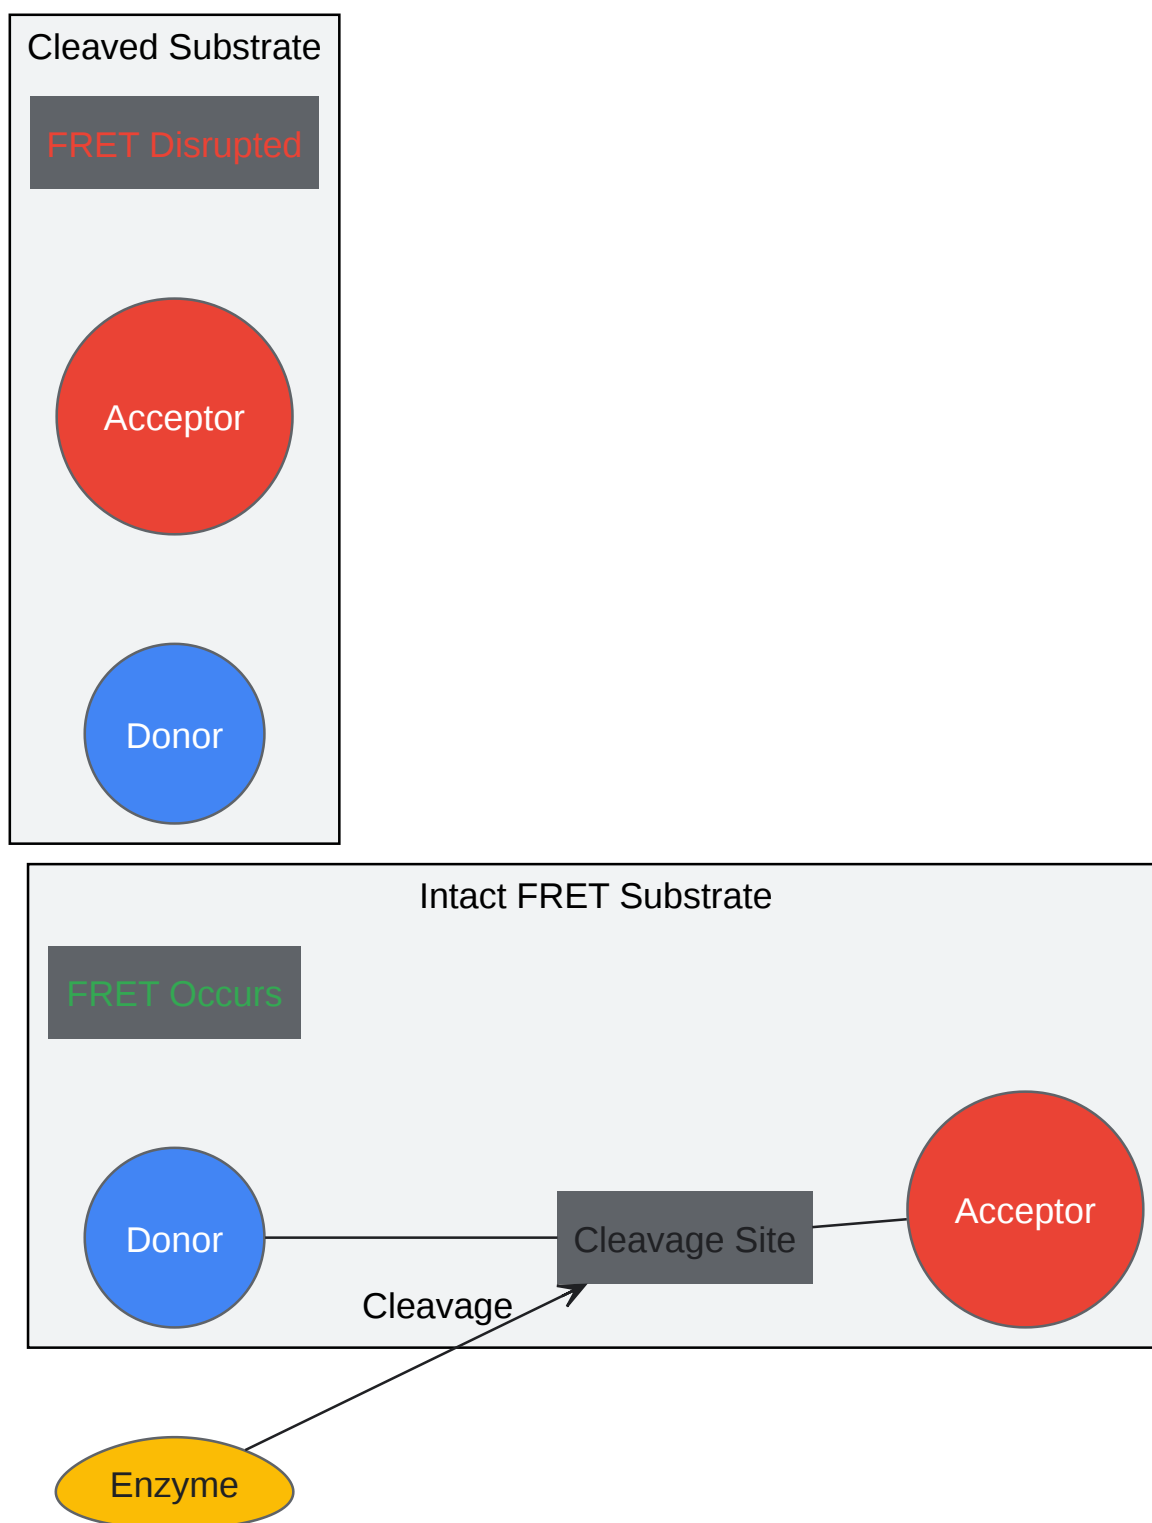 Cleaved Substrate
FRET Disrupted
Acceptor
Donor
Intact FRET Substrate
FRET Occurs
Donor
Cleavage Site
Acceptor
Cleavage
Enzyme